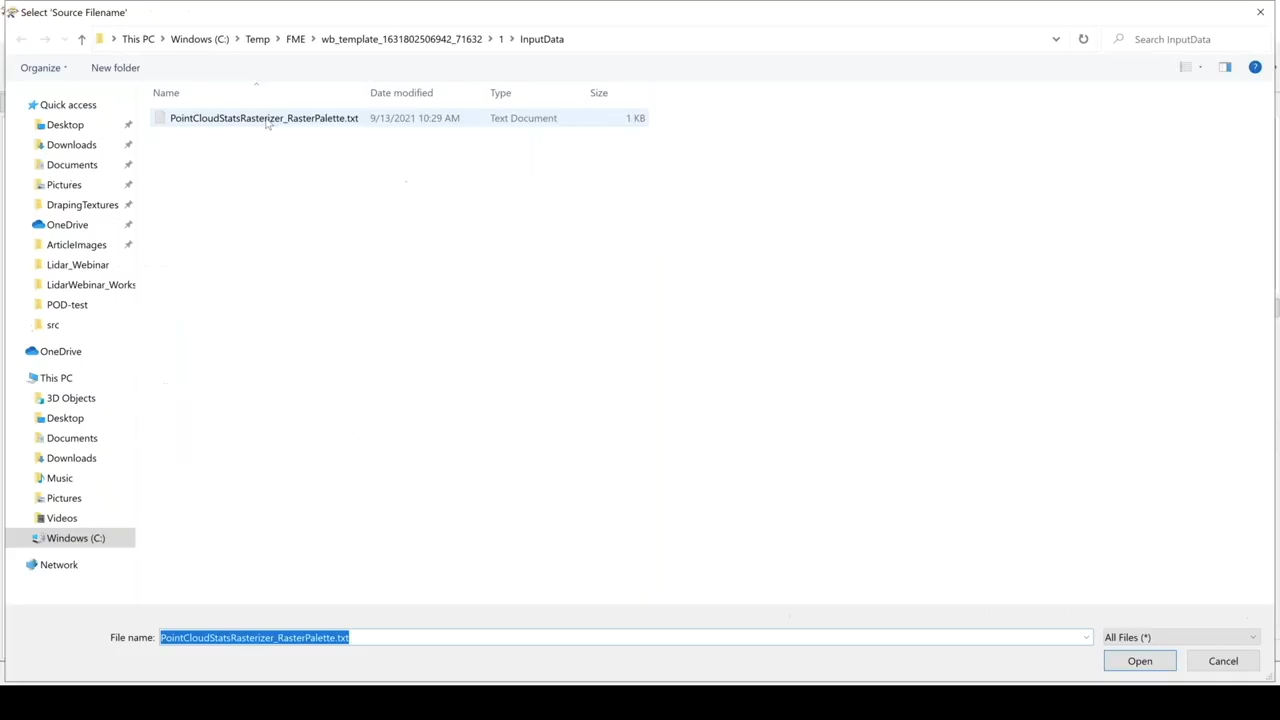 Select 'Source Filename'
This PC
Windows (C:)
Temp
FME
wb_template_1631802506942_71632
1
InputData
Search InputData
Organize
New folder
Name
Date modified
Type
Size
PointCloudStatsRasterizer_RasterPalette.txt
9/13/2021 10:29 AM
Text Document
1 KB
Quick access
Desktop
Downloads
Documents
Pictures
DrapingTextures
OneDrive
ArticleImages
Lidar_Webinar
LidarWebinar_Works
POD-test
src
OneDrive
This PC
3D Objects
Desktop
Documents
Downloads
Music
Pictures
Videos
Windows (C:)
Network
File name:
PointCloudStatsRasterizer_RasterPalette.txt
All Files (*)
Open
Cancel